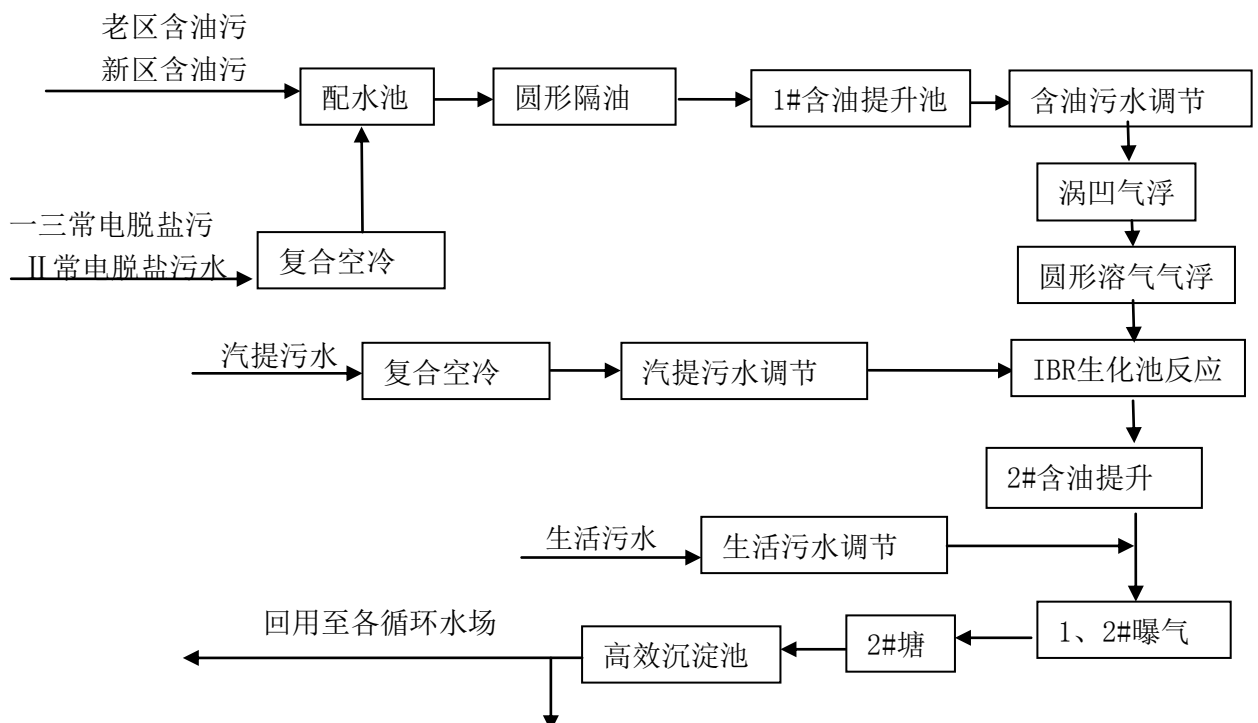 老区含油污
新区含油污
配水池
圆形隔油
1#含油提升池
含油污水调节
涡凹气浮
一三常电脱盐污
Ⅱ常电脱盐污水
复合空冷
圆形溶气气浮
汽提污水
复合空冷
汽提污水调节
IBR生化池反应
2#含油提升
生活污水
生活污水调节
回用至各循环水场
高效沉淀池
2#塘
1、2#曝气